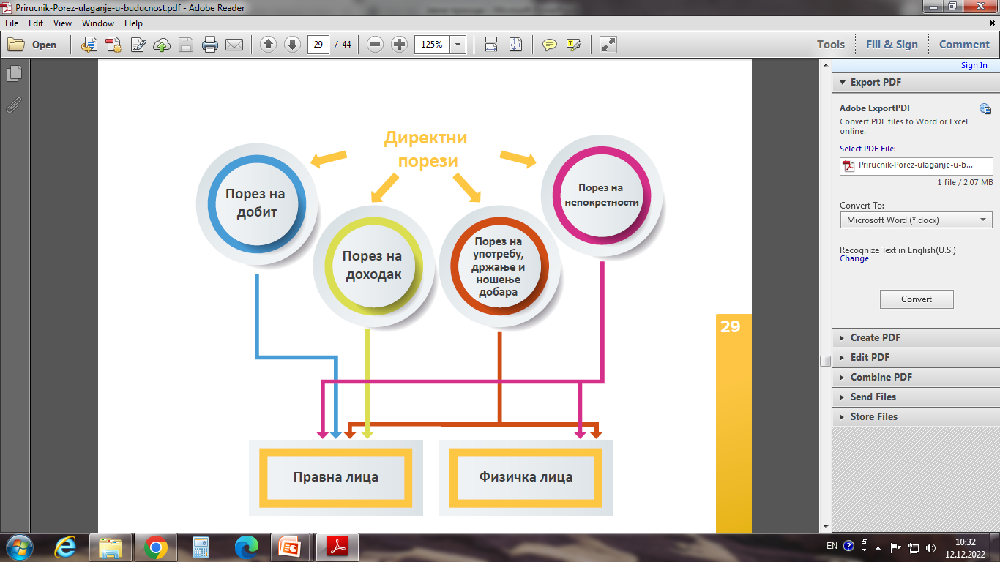 Prirucnik-Porez-ulaganje-u-buducnost.pdf - Adobe Reader
File Edit View Window Help
Open 29 / 44 125% Tools Fill & Sign Comment
Sign In
Export PDF
Adobe ExportPDF
Convert PDF files to Word or Excel
online.
Select PDF File:
Prirucnik-Porez-ulaganje-u-b...
1 file / 2.07 MB
Convert To:
Microsoft Word (*.docx)
Recognize Text in English(U.S.)
Change
Convert
Create PDF
Edit PDF
Combine PDF
Send Files
Store Files
Директни
порези
Порез на
добит
Порез на
доходак
Порез на
употребу,
држање и
ношење
добара
Порез на
непокретности
29
Правна лица
Физичка лица
EN
10:32
12.12.2022